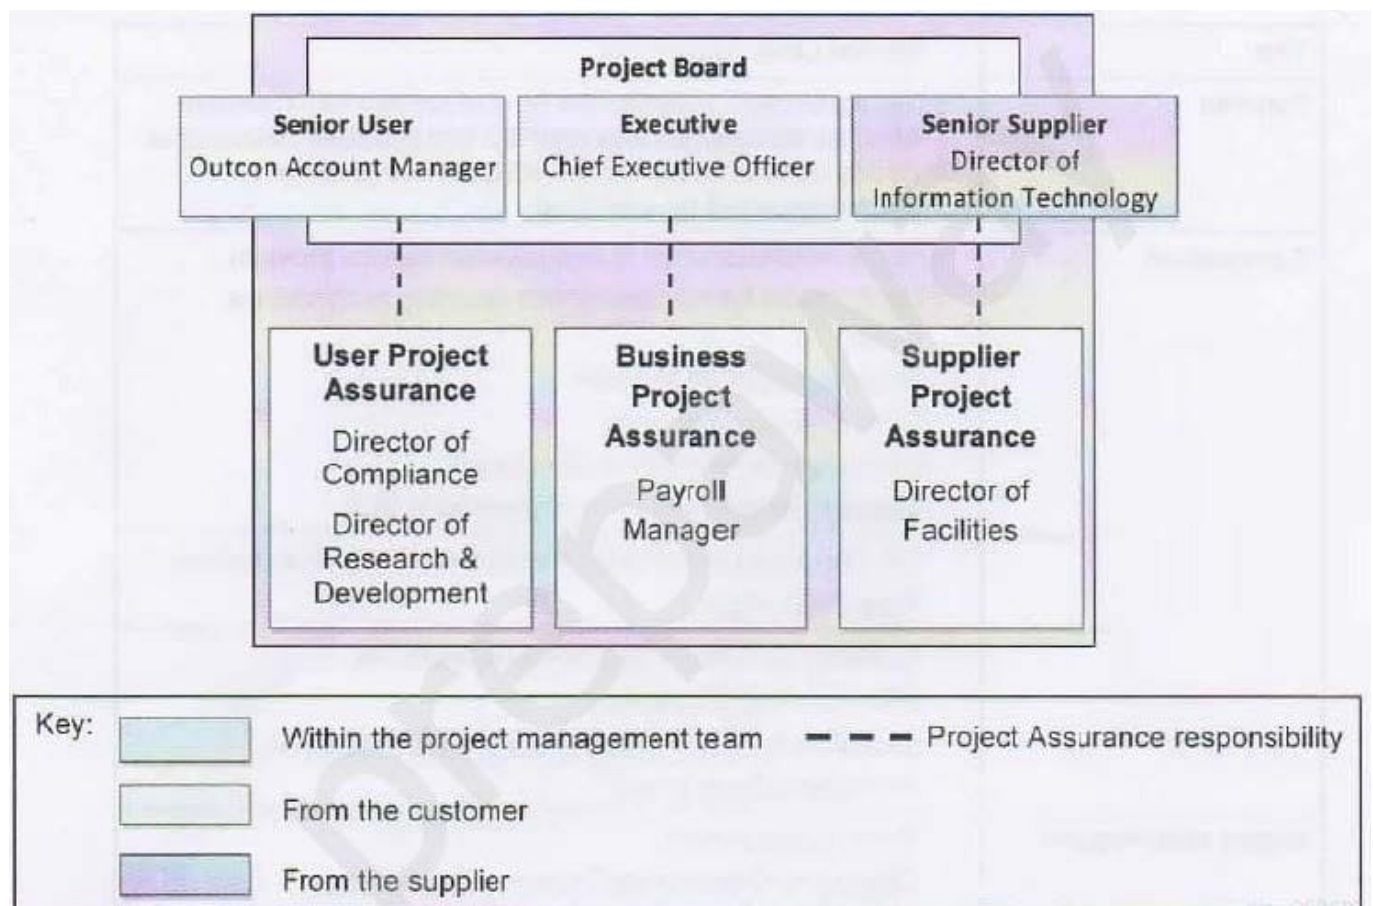 Project Board
Senior User
Outcon Account Manager
Executive
Chief Executive Officer
Senior Supplier
Director of
Information Technology
User Project
Assurance
Director of
Compliance
Director of
Research &
Development
Business
Project
Assurance
Payroll
Manager
Supplier
Project
Assurance
Director of
Facilities
prepaway
Key:
Within the project management team
Project Assurance responsibility
From the customer
From the supplier